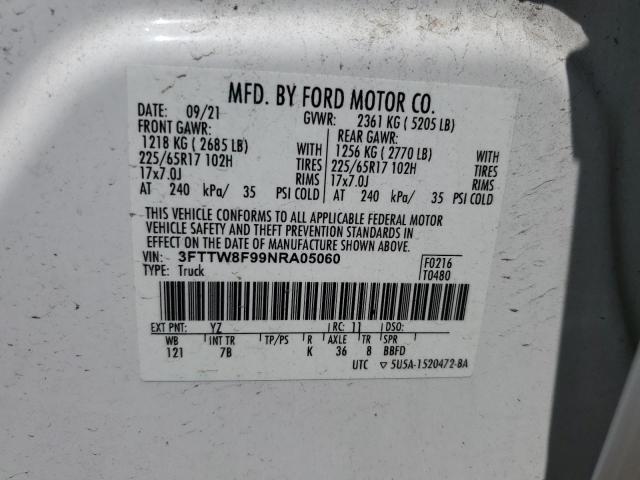 MFD. BY FORD MOTOR CO.
DATE: 09/21 GVWR: 2361 KG ( 5205 LB)
FRONT GAWR: REAR GAWR:
1218 KG ( 2685 LB) WITH 1256 KG ( 2770 LB) WITH
225/65R17 102H TIRES 225/65R17 102H TIRES
17x7.0J RIMS 17x7.0J RIMS
AT 240 kPa/ 35 PSI COLD AT 240 kPa/ 35 PSI COLD
THIS VEHICLE CONFORMS TO ALL APPLICABLE FEDERAL MOTOR
VEHICLE SAFETY AND THEFT PREVENTION STANDARDS IN
EFFECT ON THE DATE OF MANUFACTURE SHOWN ABOVE.
VIN: 3FTTW8F99NRA05060 F0216
TYPE: Truck T0480
EXT PNT: YZ RC: 11 DSO:
WB INT TR TP/PS R AXLE TR SPR
121 7B K 36 8 BBFD
UTC ▽ 5U5A-1520472-8A